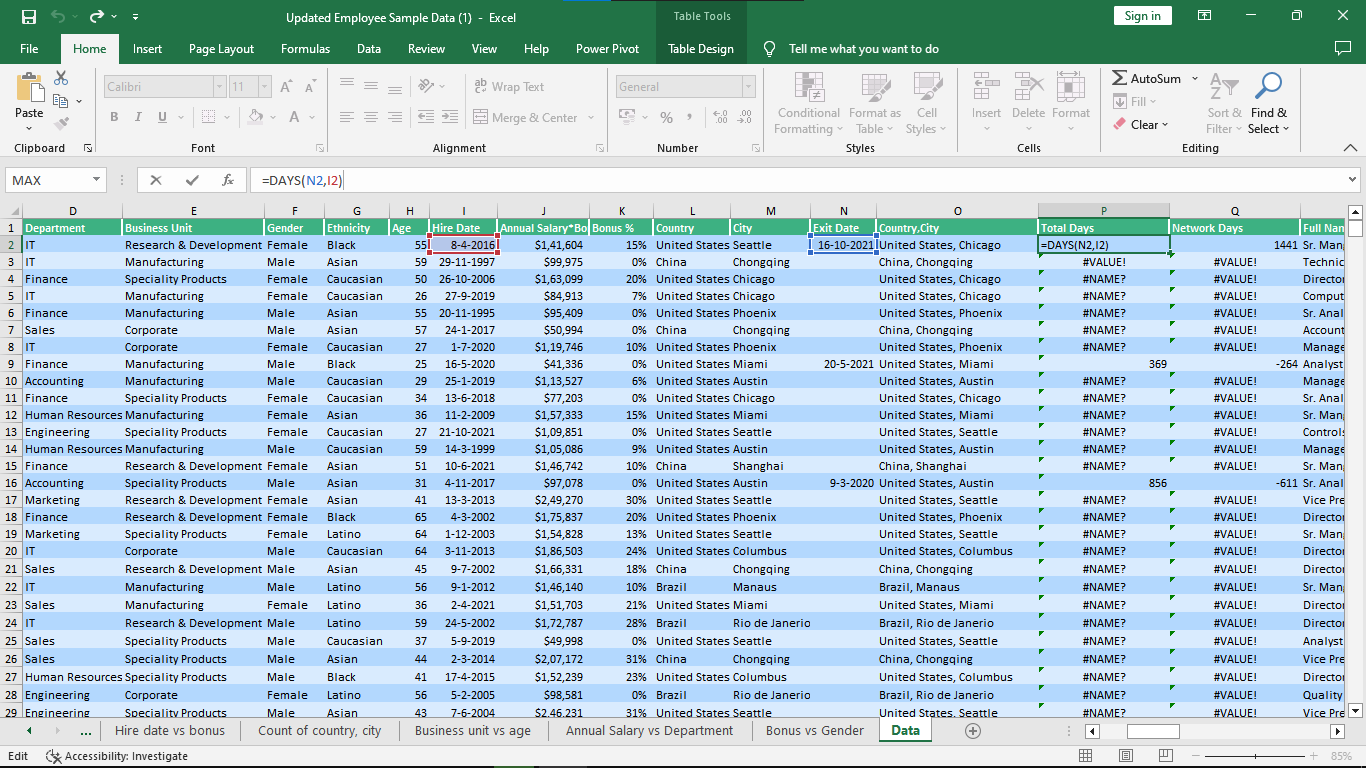 Updated Employee Sample Data (1) - Excel
Table Tools
Sign in
File Home Insert Page Layout Formulas Data Review View Help Power Pivot Table Design Tell me what you want to do
Paste
Clipboard
Calibri 11
B I U
Font
Wrap Text
Merge & Center
Alignment
General
%
Number
Conditional Formatting
Format as Table
Cell Styles
Styles
Insert Delete Format
Cells
AutoSum
Fill
Clear
Sort & Filter
Find & Select
Editing
MAX fx =DAYS(N2,I2)
D E F G H I J K L M N O P Q
1 Department Business Unit Gender Ethnicity Age Hire Date Annual Salary*Bo Bonus % Country City Exit Date Country,City Total Days Network Days Full Nan
2 IT Research & Development Female Black 55 8-4-2016 $1,41,604 15% United States Seattle 16-10-2021 United States, Chicago =DAYS(N2,I2) 1441 Sr. Man
3 IT Manufacturing Male Asian 59 29-11-1997 $99,975 0% China Chongqing China, Chongqing #VALUE! #VALUE! Technic
4 Finance Speciality Products Female Caucasian 50 26-10-2006 $1,63,099 20% United States Chicago United States, Chicago #NAME? #VALUE! Directo
5 IT Manufacturing Female Caucasian 26 27-9-2019 $84,913 7% United States Chicago United States, Chicago #NAME? #VALUE! Comput
6 Finance Manufacturing Male Asian 55 20-11-1995 $95,409 0% United States Phoenix United States, Phoenix #NAME? #VALUE! Sr. Anal
7 Sales Corporate Male Asian 57 24-1-2017 $50,994 0% China Chongqing China, Chongqing #NAME? #VALUE! Account
8 IT Corporate Female Caucasian 27 1-7-2020 $1,19,746 10% United States Phoenix United States, Phoenix #NAME? #VALUE! Manage
9 Finance Manufacturing Male Black 25 16-5-2020 $41,336 0% United States Miami 20-5-2021 United States, Miami 369 -264 Analyst
10 Accounting Manufacturing Male Caucasian 29 25-1-2019 $1,13,527 6% United States Austin United States, Austin #NAME? #VALUE! Manage
11 Finance Speciality Products Female Caucasian 34 13-6-2018 $77,203 0% United States Chicago United States, Chicago #NAME? #VALUE! Sr. Anal
12 Human Resources Manufacturing Female Asian 36 11-2-2009 $1,57,333 15% United States Miami United States, Miami #NAME? #VALUE! Sr. Man
13 Engineering Speciality Products Female Caucasian 27 21-10-2021 $1,09,851 0% United States Seattle United States, Seattle #NAME? #VALUE! Control
14 Human Resources Manufacturing Male Caucasian 59 14-3-1999 $1,05,086 9% United States Austin United States, Austin #NAME? #VALUE! Manage
15 Finance Research & Development Female Asian 51 10-6-2021 $1,46,742 10% China Shanghai China, Shanghai #NAME? #VALUE! Sr. Man
16 Accounting Speciality Products Male Asian 31 4-11-2017 $97,078 0% United States Austin 9-3-2020 United States, Austin 856 -611 Sr. Anal
17 Marketing Research & Development Female Asian 41 13-3-2013 $2,49,270 30% United States Seattle United States, Seattle #NAME? #VALUE! Vice Pre
18 Finance Research & Development Female Black 65 4-3-2002 $1,75,837 20% United States Phoenix United States, Phoenix #NAME? #VALUE! Directo
19 Marketing Speciality Products Female Latino 64 1-12-2003 $1,54,828 13% United States Seattle United States, Seattle #NAME? #VALUE! Sr. Man
20 IT Corporate Male Caucasian 64 3-11-2013 $1,86,503 24% United States Columbus United States, Columbus #NAME? #VALUE! Directo
21 Sales Research & Development Male Asian 45 9-7-2002 $1,66,331 18% China Chongqing China, Chongqing #NAME? #VALUE! Directo
22 IT Manufacturing Male Latino 56 9-1-2012 $1,46,140 10% Brazil Manaus Brazil, Manaus #NAME? #VALUE! Sr. Man
23 Sales Manufacturing Female Latino 36 2-4-2021 $1,51,703 21% United States Miami United States, Miami #NAME? #VALUE! Directo
24 IT Research & Development Male Latino 59 24-5-2002 $1,72,787 28% Brazil Rio de Janerio Brazil, Rio de Janerio #NAME? #VALUE! Directo
25 Sales Speciality Products Male Caucasian 37 5-9-2019 $49,998 0% United States Seattle United States, Seattle #NAME? #VALUE! Analyst
26 Sales Speciality Products Male Asian 44 2-3-2014 $2,07,172 31% China Chongqing China, Chongqing #NAME? #VALUE! Vice Pre
27 Human Resources Speciality Products Male Black 41 17-4-2015 $1,52,239 23% United States Columbus United States, Columbus #NAME? #VALUE! Directo
28 Engineering Corporate Female Latino 56 5-2-2005 $98,581 0% Brazil Rio de Janerio Brazil, Rio de Janerio #NAME? #VALUE! Quality
29 Engineering Speciality Products Male Asian 43 7-6-2004 $2,46,231 31% United States Seattle United States, Seattle #NAME? #VALUE! Directo
... Hire date vs bonus Count of country, city Business unit vs age Annual Salary vs Department Bonus vs Gender Data
Edit Accessibility: Investigate 85%